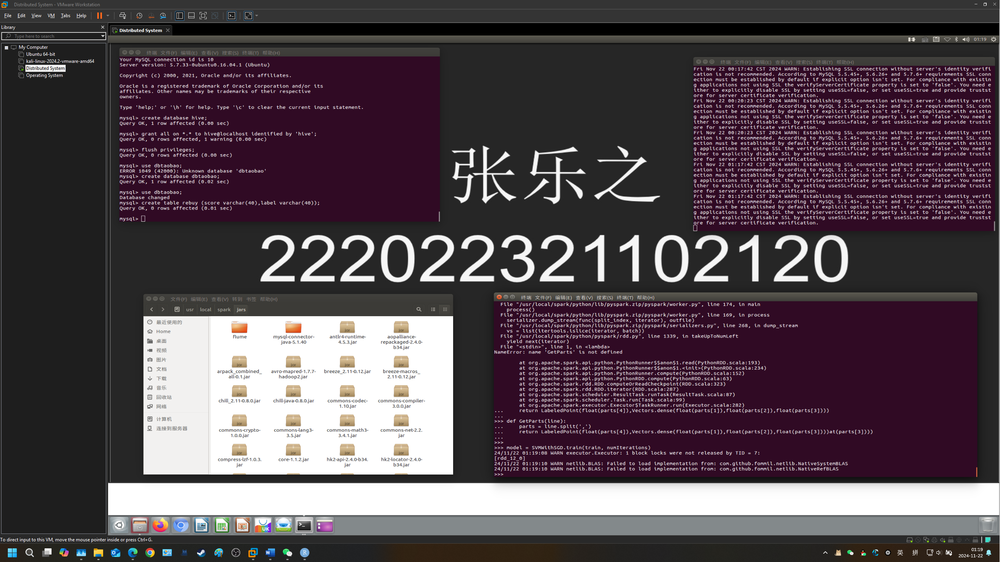 Distributed System - VMware Workstation
File Edit View VM Tabs Help
Library
Type here to search
My Computer
Ubuntu 64-bit
kali-linux-2024.2-vmware-amd64
Distributed System
Operating System
Distributed System
01:19
终端 文件(F) 编辑(E) 查看(V) 搜索(S) 终端(T) 帮助(H)
Your MySQL connection id is 10
Server version: 5.7.33-0ubuntu0.16.04.1 (Ubuntu)
Copyright (c) 2000, 2021, Oracle and/or its affiliates.
Oracle is a registered trademark of Oracle Corporation and/or its
affiliates. Other names may be trademarks of their respective
owners.
Type 'help;' or '\h' for help. Type '\c' to clear the current input statement.
mysql> create database hive;
Query OK, 1 row affected (0.00 sec)
mysql> grant all on *.* to hive@localhost identified by 'hive';
Query OK, 0 rows affected, 1 warning (0.00 sec)
mysql> flush privileges;
Query OK, 0 rows affected (0.00 sec)
mysql> use dbtaobao;
ERROR 1049 (42000): Unknown database 'dbtaobao'
mysql> create database dbtaobao;
Query OK, 1 row affected (0.02 sec)
mysql> use dbtaobao;
Database changed
mysql> create table rebuy (score varchar(40),label varchar(40));
Query OK, 0 rows affected (0.01 sec)
mysql>
终端 文件(F) 编辑(E) 查看(V) 搜索(S) 终端(T) 帮助(H)
Fri Nov 22 00:17:42 CST 2024 WARN: Establishing SSL connection without server's identity verifi
cation is not recommended. According to MySQL 5.5.45+, 5.6.26+ and 5.7.6+ requirements SSL conn
ection must be established by default if explicit option isn't set. For compliance with existin
g applications not using SSL the verifyServerCertificate property is set to 'false'. You need e
ither to explicitly disable SSL by setting useSSL=false, or set useSSL=true and provide trustst
ore for server certificate verification.
Fri Nov 22 00:20:23 CST 2024 WARN: Establishing SSL connection without server's identity verifi
cation is not recommended. According to MySQL 5.5.45+, 5.6.26+ and 5.7.6+ requirements SSL conn
ection must be established by default if explicit option isn't set. For compliance with existin
g applications not using SSL the verifyServerCertificate property is set to 'false'. You need e
ither to explicitly disable SSL by setting useSSL=false, or set useSSL=true and provide trustst
ore for server certificate verification.
Fri Nov 22 00:20:23 CST 2024 WARN: Establishing SSL connection without server's identity verifi
cation is not recommended. According to MySQL 5.5.45+, 5.6.26+ and 5.7.6+ requirements SSL conn
ection must be established by default if explicit option isn't set. For compliance with existin
g applications not using SSL the verifyServerCertificate property is set to 'false'. You need e
ither to explicitly disable SSL by setting useSSL=false, or set useSSL=true and provide trustst
ore for server certificate verification.
Fri Nov 22 01:17:42 CST 2024 WARN: Establishing SSL connection without server's identity verifi
cation is not recommended. According to MySQL 5.5.45+, 5.6.26+ and 5.7.6+ requirements SSL conn
ection must be established by default if explicit option isn't set. For compliance with existin
g applications not using SSL the verifyServerCertificate property is set to 'false'. You need e
ither to explicitly disable SSL by setting useSSL=false, or set useSSL=true and provide trustst
ore for server certificate verification.
Fri Nov 22 01:17:42 CST 2024 WARN: Establishing SSL connection without server's identity verifi
cation is not recommended. According to MySQL 5.5.45+, 5.6.26+ and 5.7.6+ requirements SSL conn
ection must be established by default if explicit option isn't set. For compliance with existin
g applications not using SSL the verifyServerCertificate property is set to 'false'. You need e
ither to explicitly disable SSL by setting useSSL=false, or set useSSL=true and provide trustst
ore for server certificate verification.
张乐之
222022321102120
文件(F) 编辑(E) 查看(V) 转到 书签 帮助(H)
usr local spark jars
最近使用的
Home
桌面
视频
图片
文档
下载
音乐
回收站
网络
计算机
连接到服务器
flume
mysql-connector-java-5.1.40
antlr4-runtime-4.5.3.jar
aopalliance-repackaged-2.4.0-b34.jar
arpack_combined_all-0.1.jar
avro-mapred-1.7.7-hadoop2.jar
breeze_2.11-0.12.jar
breeze-macros_2.11-0.12.jar
chill_2.11-0.8.0.jar
chill-java-0.8.0.jar
commons-codec-1.10.jar
commons-compiler-3.0.0.jar
commons-crypto-1.0.0.jar
commons-lang3-3.5.jar
commons-math3-3.4.1.jar
commons-net-2.2.jar
compress-lzf-1.0.3.jar
core-1.1.2.jar
hk2-api-2.4.0-b34.jar
hk2-locator-2.4.0-b34.jar
终端 文件(F) 编辑(E) 查看(V) 搜索(S) 终端(T) 帮助(H)
File "/usr/local/spark/python/lib/pyspark.zip/pyspark/worker.py", line 174, in main
process()
File "/usr/local/spark/python/lib/pyspark.zip/pyspark/worker.py", line 169, in process
serializer.dump_stream(func(split_index, iterator), outfile)
File "/usr/local/spark/python/lib/pyspark.zip/pyspark/serializers.py", line 268, in dump_stream
vs = list(itertools.islice(iterator, batch))
File "/usr/local/spark/python/pyspark/rdd.py", line 1339, in takeUpToNumLeft
yield next(iterator)
File "<stdin>", line 1, in <lambda>
NameError: name 'GetParts' is not defined
at org.apache.spark.api.python.PythonRunner$$anon$1.read(PythonRDD.scala:193)
at org.apache.spark.api.python.PythonRunner$$anon$1.<init>(PythonRDD.scala:234)
at org.apache.spark.api.python.PythonRunner.compute(PythonRDD.scala:152)
at org.apache.spark.api.python.PythonRDD.compute(PythonRDD.scala:63)
at org.apache.spark.rdd.RDD.computeOrReadCheckpoint(RDD.scala:323)
at org.apache.spark.rdd.RDD.iterator(RDD.scala:287)
at org.apache.spark.scheduler.ResultTask.runTask(ResultTask.scala:87)
at org.apache.spark.scheduler.Task.run(Task.scala:99)
at org.apache.spark.executor.Executor$TaskRunner.run(Executor.scala:282)
... return LabeledPoint(float(parts[4]),Vectors.dense(float(parts[1]),float(parts[2]),float(parts[3])))
...
>>> def GetParts(line):
... parts = line.split(',')
... return LabeledPoint(float(parts[4]),Vectors.dense(float(parts[1]),float(parts[2]),float(parts[3])))at(parts[3])))
...
>>>
>>> model = SVMWithSGD.train(train, numIterations)
24/11/22 01:19:08 WARN executor.Executor: 1 block locks were not released by TID = 7:
[rdd_12_0]
24/11/22 01:19:10 WARN netlib.BLAS: Failed to load implementation from: com.github.fommil.netlib.NativeSystemBLAS
24/11/22 01:19:10 WARN netlib.BLAS: Failed to load implementation from: com.github.fommil.netlib.NativeRefBLAS
>>>
UK
To direct input to this VM, move the mouse pointer inside or press Ctrl+G.
英 拼
01:19
2024-11-22